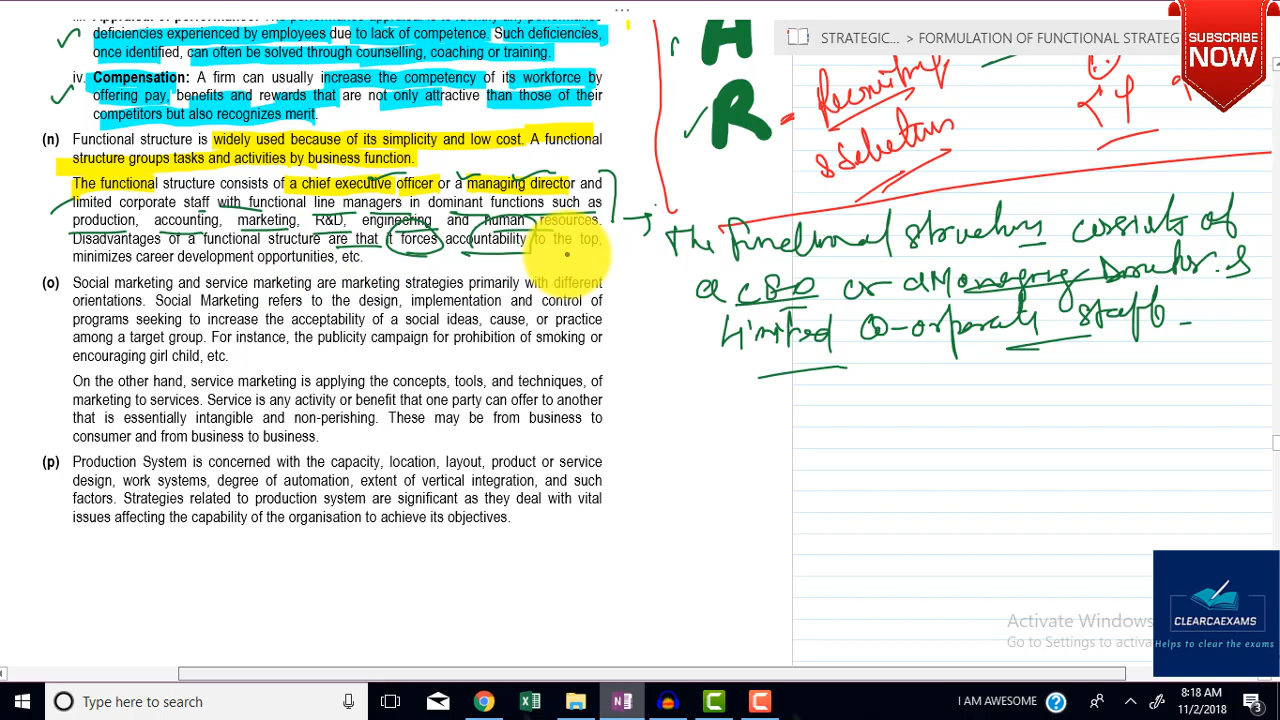 iii. Appraisal of performance: The performance appraisal is to identify any performance
deficiencies experienced by employees due to lack of competence. Such deficiencies,
once identified, can often be solved through counselling, coaching or training.
iv. Compensation: A firm can usually increase the competency of its workforce by
offering pay, benefits and rewards that are not only attractive than those of their
competitors but also recognizes merit.
(n) Functional structure is widely used because of its simplicity and low cost. A functional
structure groups tasks and activities by business function.
The functional structure consists of a chief executive officer or a managing director and
limited corporate staff with functional line managers in dominant functions such as
production, accounting, marketing, R&D, engineering and human resources.
Disadvantages of a functional structure are that it forces accountability to the top,
minimizes career development opportunities, etc.
(o) Social marketing and service marketing are marketing strategies primarily with different
orientations. Social Marketing refers to the design, implementation and control of
programs seeking to increase the acceptability of a social ideas, cause, or practice
among a target group. For instance, the publicity campaign for prohibition of smoking or
encouraging girl child, etc.
On the other hand, service marketing is applying the concepts, tools, and techniques, of
marketing to services. Service is any activity or benefit that one party can offer to another
that is essentially intangible and non-perishing. These may be from business to
consumer and from business to business.
(p) Production System is concerned with the capacity, location, layout, product or service
design, work systems, degree of automation, extent of vertical integration, and such
factors. Strategies related to production system are significant as they deal with vital
issues affecting the capability of the organisation to achieve its objectives.
STRATEGIC... > FORMULATION OF FUNCTIONAL STRATEG
SUBSCRIBE
NOW
H
R = Recruitment
& Selection
The functional structure consists of
a CEO or a Managing Director &
Limited Co-orporate staff -
Activate Windows
Go to Settings to activa
CLEARCAEXAMS
Helps to clear the exams
Type here to search
I AM AWESOME
8:18 AM
11/2/2018
3